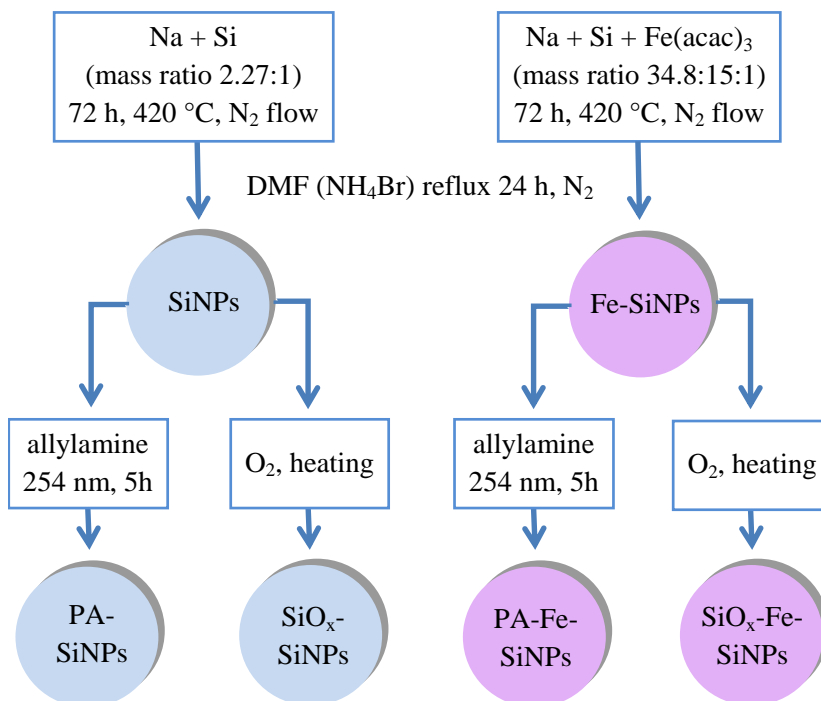 Na + Si
(mass ratio 2.27:1)
72 h, 420 °C, N₂ flow
Na + Si + Fe(acac)₃
(mass ratio 34.8:15:1)
72 h, 420 °C, N₂ flow
DMF (NH₄Br) reflux 24 h, N₂
SiNPs
Fe-SiNPs
allylamine
254 nm, 5h
O₂, heating
allylamine
254 nm, 5h
O₂, heating
PA-
SiNPs
SiOₓ-
SiNPs
PA-Fe-
SiNPs
SiOₓ-Fe-
SiNPs